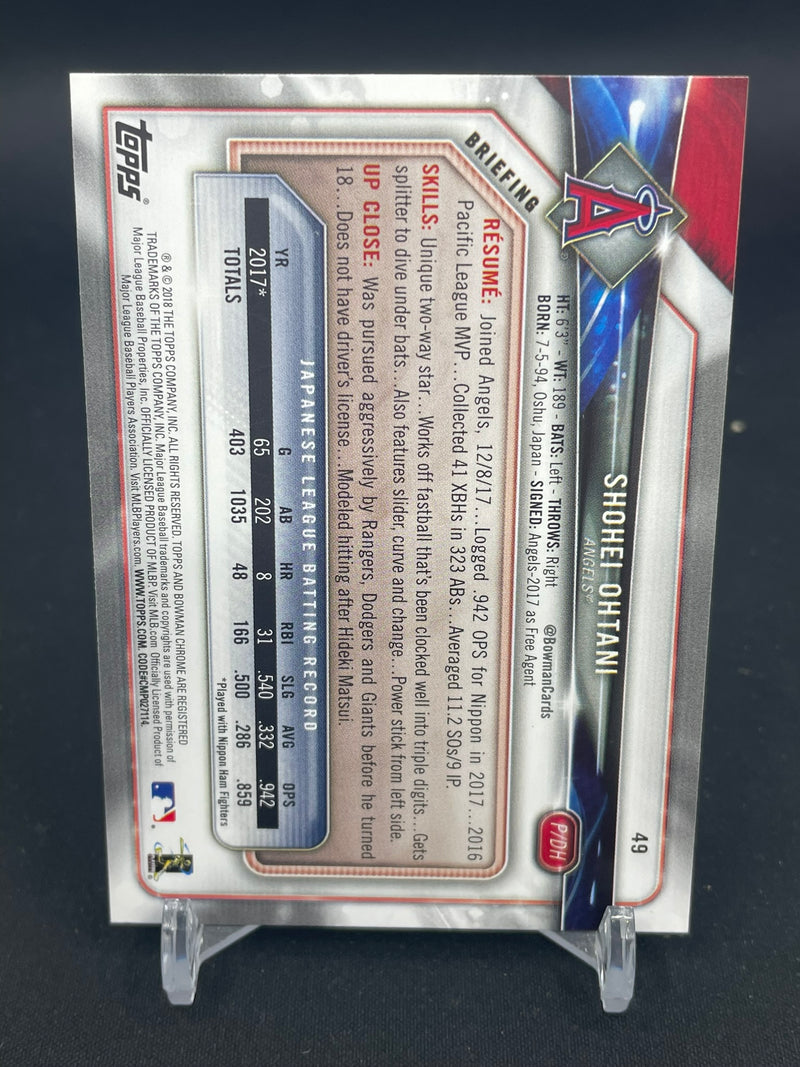 49
SHOHEI OHTANI
ANGELS™
P/DH
HT: 6'3" - WT: 189 - BATS: Left - THROWS: Right @BowmanCards
BORN: 7-5-94, Oshu, Japan - SIGNED: Angels-2017 as Free Agent
A
®
BRIEFING
RÉSUMÉ: Joined Angels, 12/8/17...Logged .942 OPS for Nippon in 2017...2016
Pacific League MVP...Collected 41 XBHs in 323 ABs...Averaged 11.2 SOs/9 IP.
SKILLS: Unique two-way star...Works off fastball that's been clocked well into triple digits...Gets
splitter to dive under bats...Also features slider, curve and change...Power stick from left side.
UP CLOSE: Was pursued aggressively by Rangers, Dodgers and Giants before he turned
18...Does not have driver's license...Modeled hitting after Hideki Matsui.
JAPANESE LEAGUE BATTING RECORD
YR G AB HR RBI SLG AVG OPS
2017* 65 202 8 31 .540 .332 .942
TOTALS 403 1035 48 166 .500 .286 .859
*Played with Nippon Ham Fighters
topps®
® & © 2018 THE TOPPS COMPANY, INC. ALL RIGHTS RESERVED. TOPPS AND BOWMAN CHROME ARE REGISTERED
TRADEMARKS OF THE TOPPS COMPANY, INC. Major League Baseball trademarks and copyrights are used with permission of
Major League Baseball Properties, Inc. OFFICIALLY LICENSED PRODUCT OF MLBP. Visit MLB.com. Officially Licensed Product of
Major League Baseball Players Association. Visit MLBPlayers.com. WWW.TOPPS.COM. CODE#CMP027114.